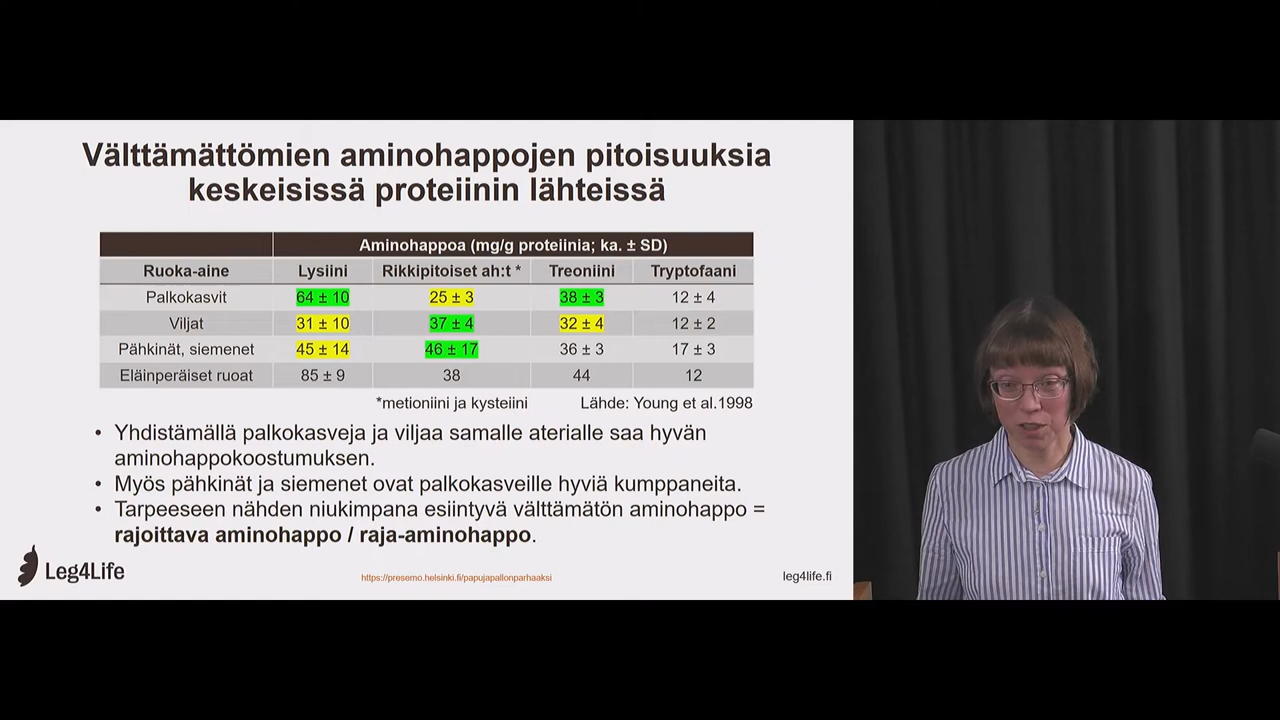 Välttämättömien aminohappojen pitoisuuksia
keskeisissä proteiinin lähteissä
Aminohappoa (mg/g proteiinia; ka. ± SD)
Ruoka-aine Lysiini Rikkipitoiset ah:t * Treoniini Tryptofaani
Palkokasvit 64 ± 10 25 ± 3 38 ± 3 12 ± 4
Viljat 31 ± 10 37 ± 4 32 ± 4 12 ± 2
Pähkinät, siemenet 45 ± 14 46 ± 17 36 ± 3 17 ± 3
Eläinperäiset ruoat 85 ± 9 38 44 12
*metioniini ja kysteiini Lähde: Young et al.1998
• Yhdistämällä palkokasveja ja viljaa samalle aterialle saa hyvän
aminohappokoostumuksen.
• Myös pähkinät ja siemenet ovat palkokasveille hyviä kumppaneita.
• Tarpeeseen nähden niukimpana esiintyvä välttämätön aminohappo =
rajoittava aminohappo / raja-aminohappo.
Leg4Life
https://presemo.helsinki.fi/papujapallonparhaaksi
leg4life.fi